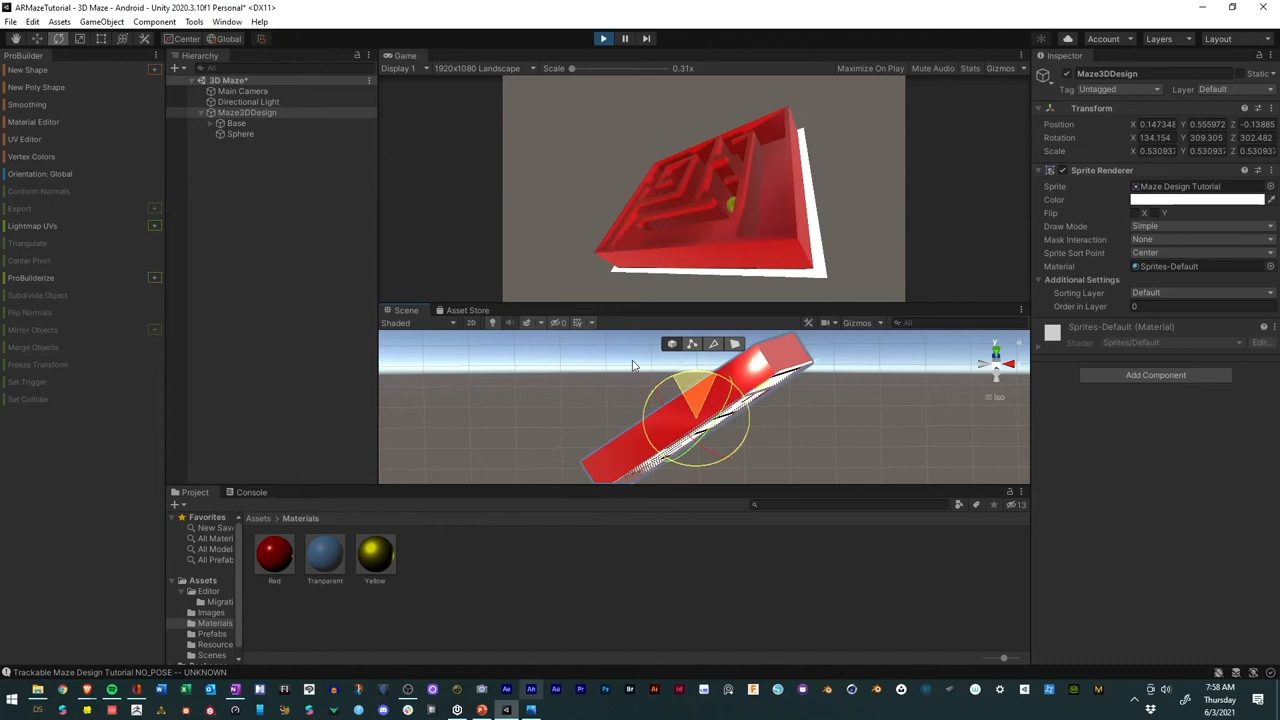 ARMazeTutorial - 3D Maze - Android - Unity 2020.3.10f1 Personal* <DX11>
File Edit Assets GameObject Component Tools Window Help
Center Global Account Layers Layout
ProBuilder
New Shape
New Poly Shape
Smoothing
Material Editor
UV Editor
Vertex Colors
Orientation: Global
Conform Normals
Export
Lightmap UVs
Triangulate
Center Pivot
ProBuilderize
Subdivide Object
Flip Normals
Mirror Objects
Merge Objects
Freeze Transform
Set Trigger
Set Collider
Hierarchy
All
3D Maze*
Main Camera
Directional Light
Maze3DDesign
Base
Sphere
Game
Display 1 1920x1080 Landscape Scale 0.31x Maximize On Play Mute Audio Stats Gizmos
Scene Asset Store
Shaded 2D 0 Gizmos All
y
Iso
Inspector
Maze3DDesign Static
Tag Untagged Layer Default
Transform
Position X 0.147348 Y 0.555972 Z -0.13885
Rotation X 134.154 Y 309.305 Z 302.482
Scale X 0.530937 Y 0.530937 Z 0.530937
Sprite Renderer
Sprite Maze Design Tutorial
Color
Flip X Y
Draw Mode Simple
Mask Interaction None
Sprite Sort Point Center
Material Sprites-Default
Additional Settings
Sorting Layer Default
Order in Layer 0
Sprites-Default (Material)
Shader Sprites/Default Edit...
Add Component
Project Console
13
Favorites
New Save
All Materi
All Model
All Prefab
Assets
Editor
Migrati
Images
Materials
Prefabs
Resource
Scenes
Assets > Materials
Red Tranparent Yellow
Trackable Maze Design Tutorial NO_POSE -- UNKNOWN
7:58 AM
Thursday
6/3/2021